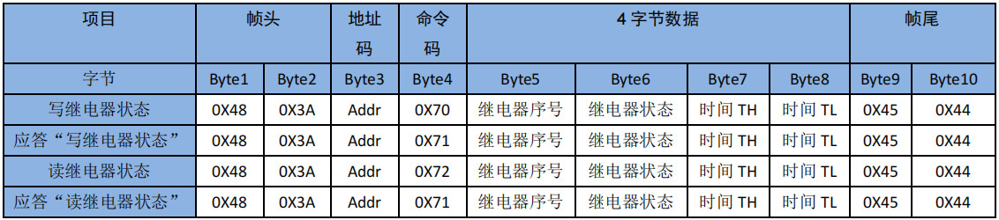 项目 帧头 地址码 命令码 4 字节数据 帧尾
字节 Byte1 Byte2 Byte3 Byte4 Byte5 Byte6 Byte7 Byte8 Byte9 Byte10
写继电器状态 0X48 0X3A Addr 0X70 继电器序号 继电器状态 时间 TH 时间 TL 0X45 0X44
应答“写继电器状态” 0X48 0X3A Addr 0X71 继电器序号 继电器状态 时间 TH 时间 TL 0X45 0X44
读继电器状态 0X48 0X3A Addr 0X72 继电器序号 继电器状态 时间 TH 时间 TL 0X45 0X44
应答“读继电器状态” 0X48 0X3A Addr 0X71 继电器序号 继电器状态 时间 TH 时间 TL 0X45 0X44